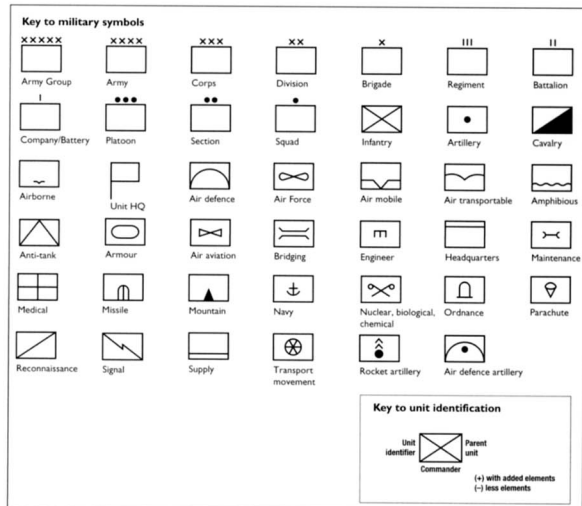 Key to military symbols
××××× ×××× ××× ×× × III II
Army Group Army Corps Division Brigade Regiment Battalion
I ••• •• •
Company/Battery Platoon Section Squad Infantry Artillery Cavalry
Airborne Unit HQ Air defence Air Force Air mobile Air transportable Amphibious
Anti-tank Armour Air aviation Bridging Engineer Headquarters Maintenance
Medical Missile Mountain Navy Nuclear, biological, Ordnance Parachute
chemical
Reconnaissance Signal Supply Transport Rocket artillery Air defence artillery
movement
Key to unit identification
Unit Parent
identifier unit
Commander
(+) with added elements
(–) less elements